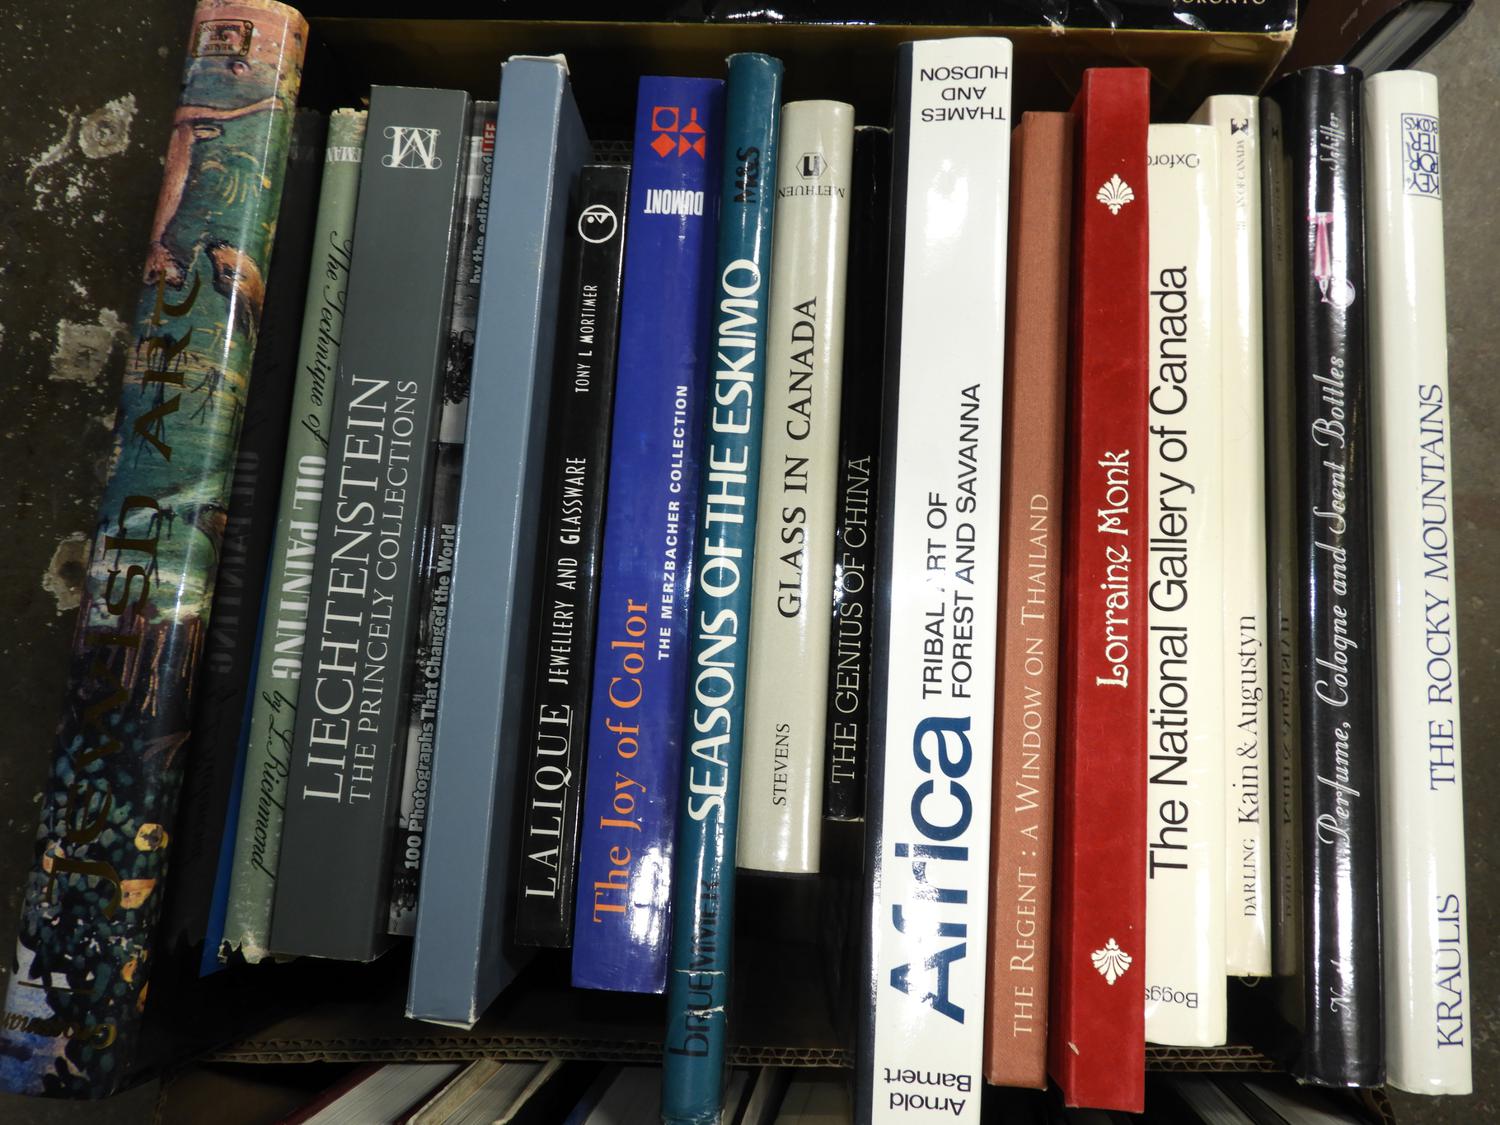 TORONTO
Jewish ART
The Technique of OIL PAINTING by L. Richmond
LIECHTENSTEIN
THE PRINCELY COLLECTIONS
M
by the editors of LIFE
100 Photographs That Changed the World
LALIQUE JEWELLERY AND GLASSWARE TONY L MORTIMER
DUMONT
The Joy of Color
THE MERZBACHER COLLECTION
M&S
SEASONS OF THE ESKIMO
bruemmer
METHUEN
GLASS IN CANADA
STEVENS
THE GENIUS OF CHINA
THAMES
AND
HUDSON
Africa
TRIBAL ART OF
FOREST AND SAVANNA
Arnold
Bamert
THE REGENT : A WINDOW ON THAILAND
Lorraine Monk
Oxford
The National Gallery of Canada
Boggs
DARLING Kain & Augustyn
OF CANADA
Schiffer
Perfume, Cologne and Scent Bottles
KEY
PORTER
BOOKS
THE ROCKY MOUNTAINS
KRAULIS